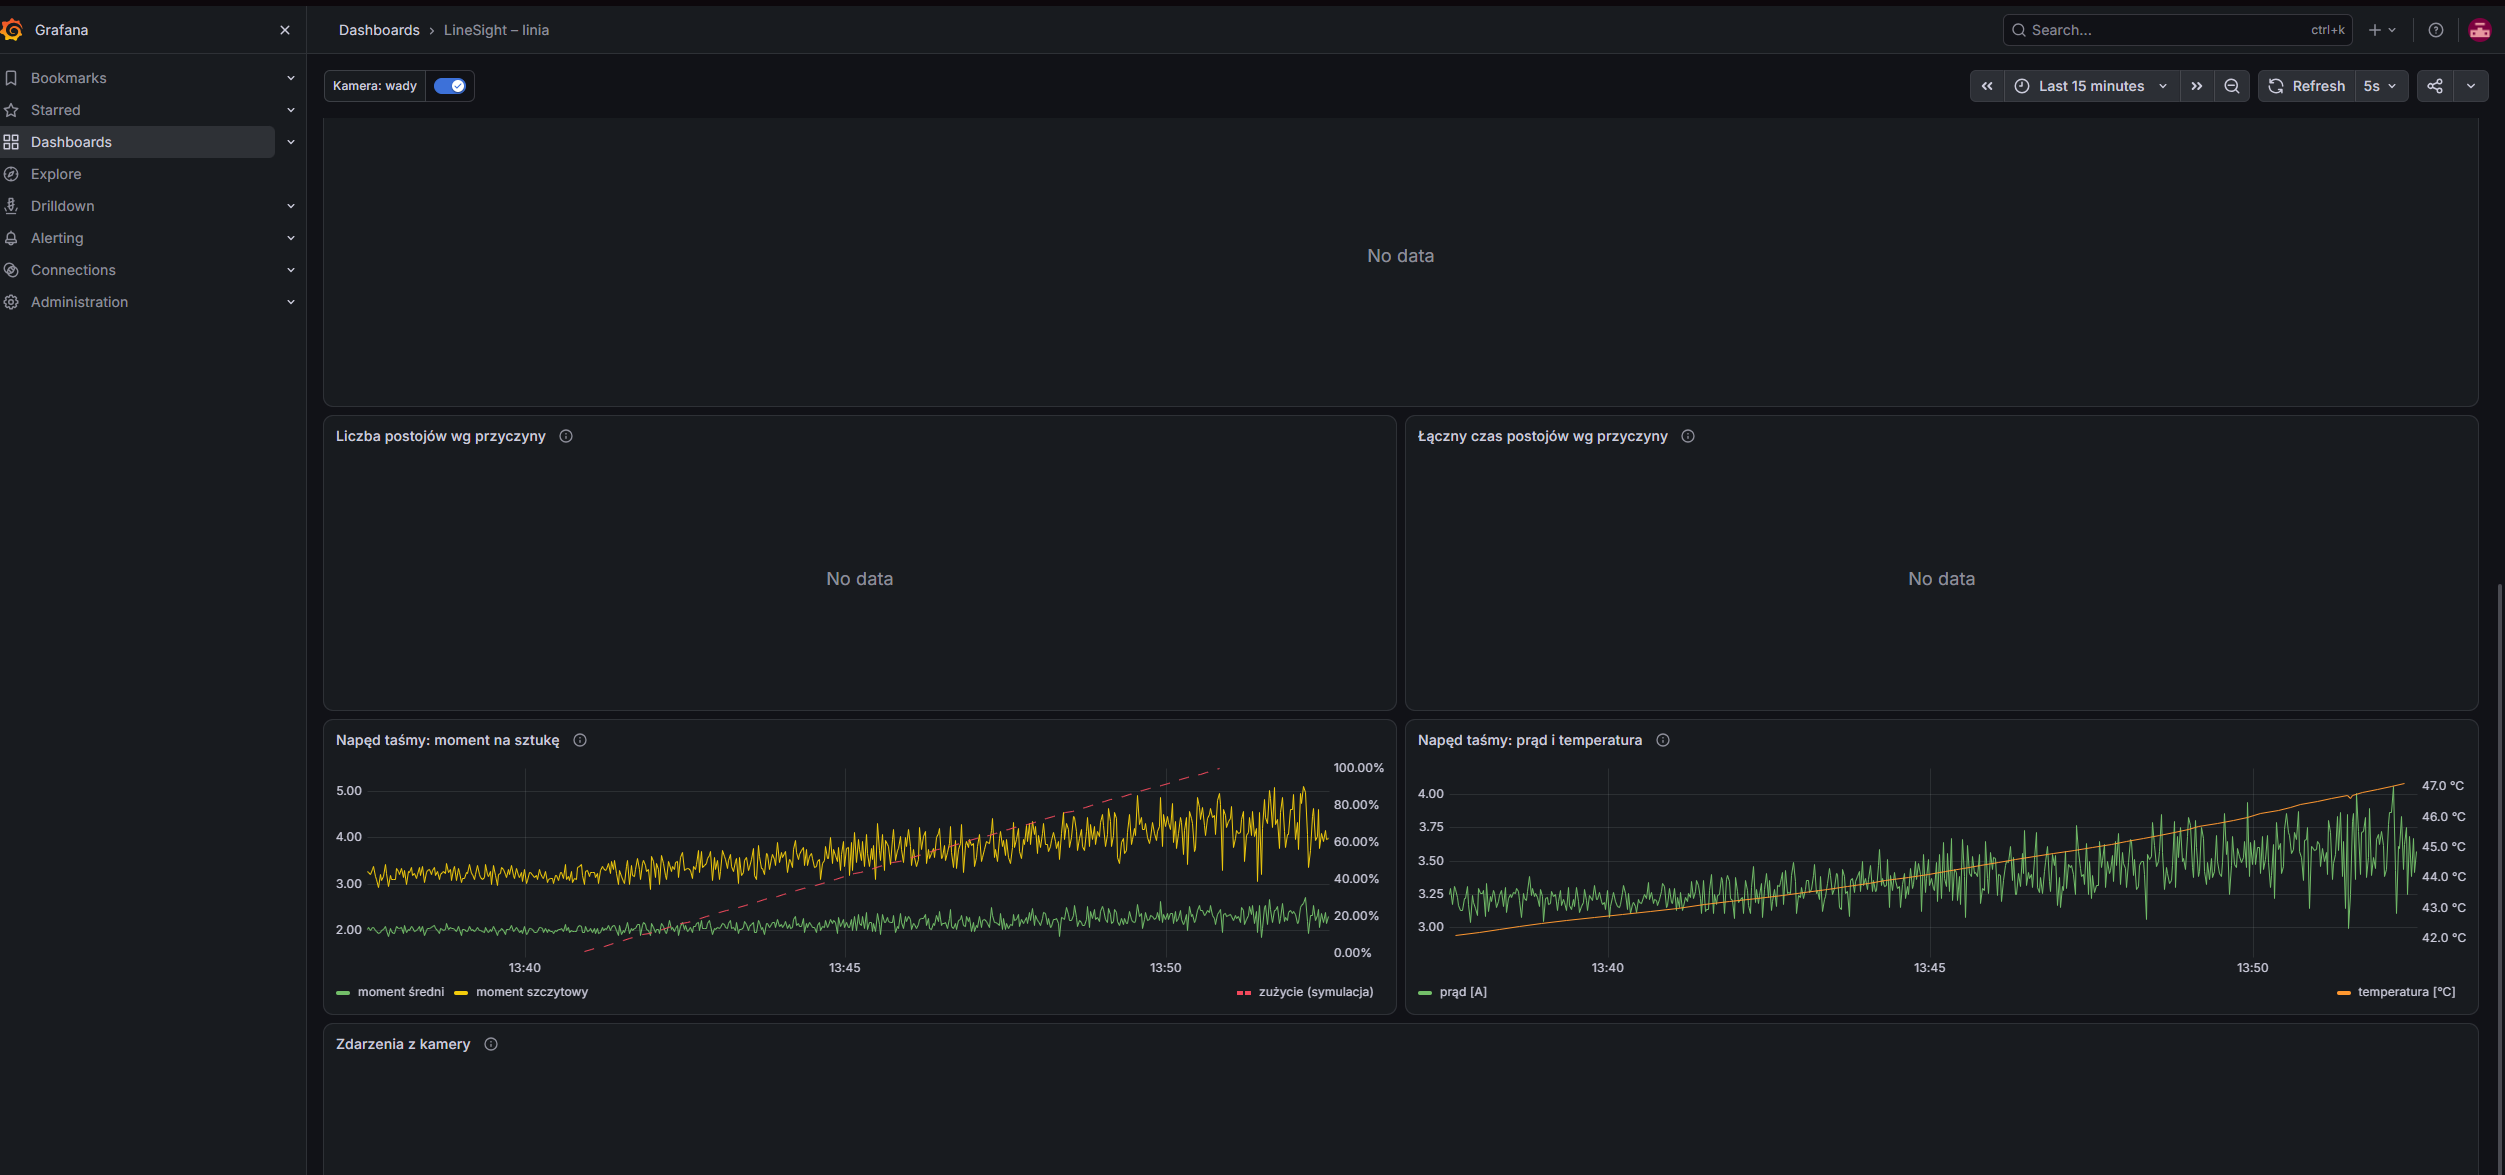 Grafana
Dashboards › LineSight – linia
Search...
ctrl+k
Bookmarks
Starred
Dashboards
Explore
Drilldown
Alerting
Connections
Administration
Kamera: wady
Last 15 minutes
Refresh
5s
No data
Liczba postojów wg przyczyny
No data
Łączny czas postojów wg przyczyny
No data
Napęd taśmy: moment na sztukę
5.00
4.00
3.00
2.00
100.00%
80.00%
60.00%
40.00%
20.00%
0.00%
13:40
13:45
13:50
moment średni
moment szczytowy
zużycie (symulacja)
Napęd taśmy: prąd i temperatura
4.00
3.75
3.50
3.25
3.00
47.0 °C
46.0 °C
45.0 °C
44.0 °C
43.0 °C
42.0 °C
13:40
13:45
13:50
prąd [A]
temperatura [°C]
Zdarzenia z kamery